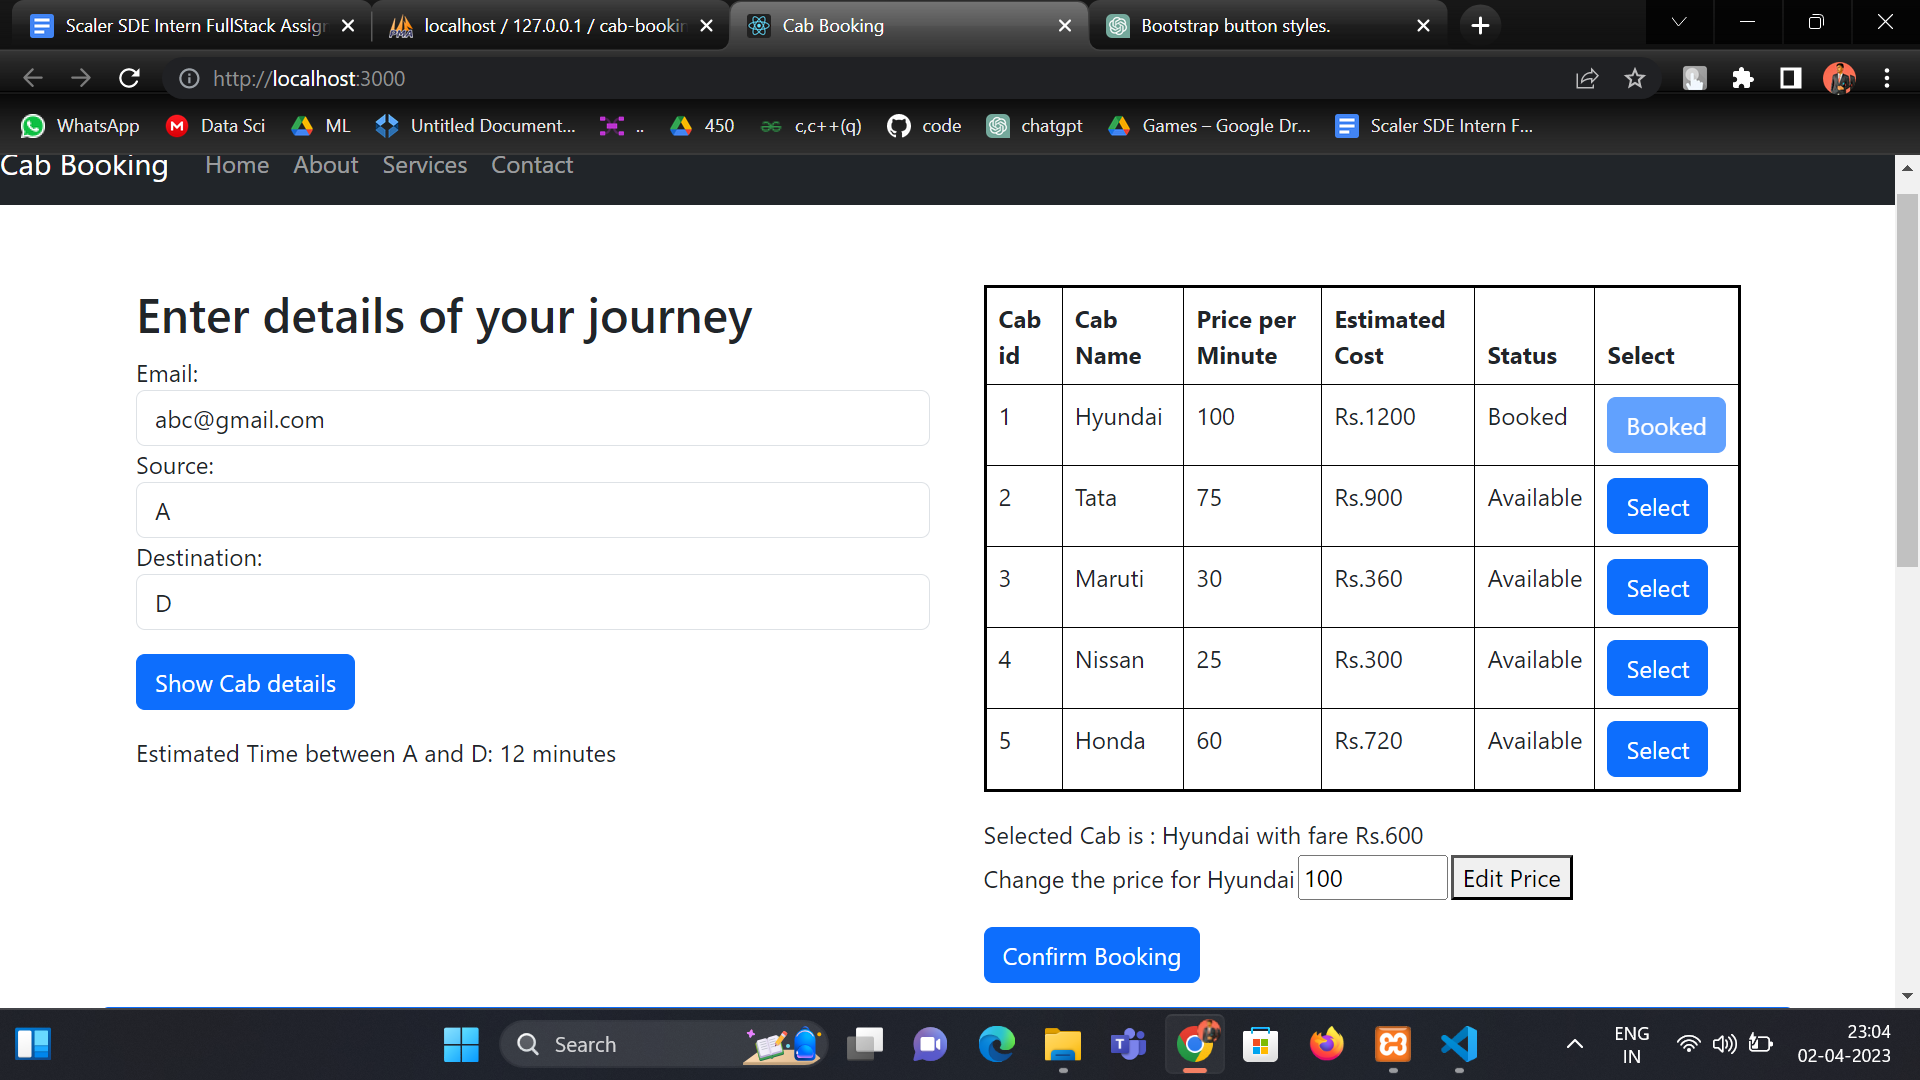 Scaler SDE Intern FullStack Assign
localhost / 127.0.0.1 / cab-bookin
Cab Booking
Bootstrap button styles.
http://localhost:3000
WhatsApp
Data Sci
ML
Untitled Document...
..
450
c,c++(q)
code
chatgpt
Games – Google Dr...
Scaler SDE Intern F...
Cab Booking Home About Services Contact
Enter details of your journey
Email:
abc@gmail.com
Source:
A
Destination:
D
Show Cab details
Estimated Time between A and D: 12 minutes
Cab id Cab Name Price per Minute Estimated Cost Status Select
1 Hyundai 100 Rs.1200 Booked Booked
2 Tata 75 Rs.900 Available Select
3 Maruti 30 Rs.360 Available Select
4 Nissan 25 Rs.300 Available Select
5 Honda 60 Rs.720 Available Select
Selected Cab is : Hyundai with fare Rs.600
Change the price for Hyundai 100 Edit Price
Confirm Booking
Search
ENG
IN
23:04
02-04-2023